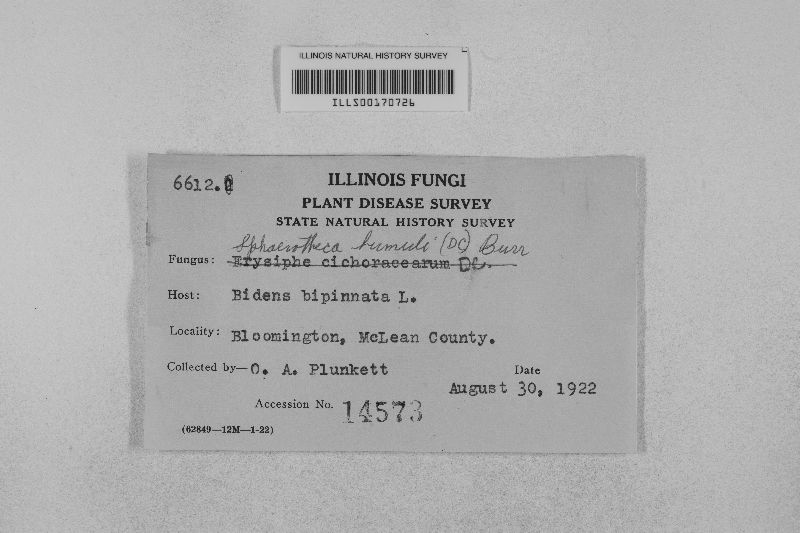 ILLINOIS NATURAL HISTORY SURVEY
ILLS00170726
6612.
ILLINOIS FUNGI
PLANT DISEASE SURVEY
STATE NATURAL HISTORY SURVEY
Sphaerotheca humuli (DC) Burr
Fungus: Erysiphe cichoracearum DC.
Host: Bidens bipinnata L.
Locality: Bloomington, McLean County.
Collected by—O. A. Plunkett
Date
August 30, 1922
Accession No. 14573
(62849—12M—1-22)